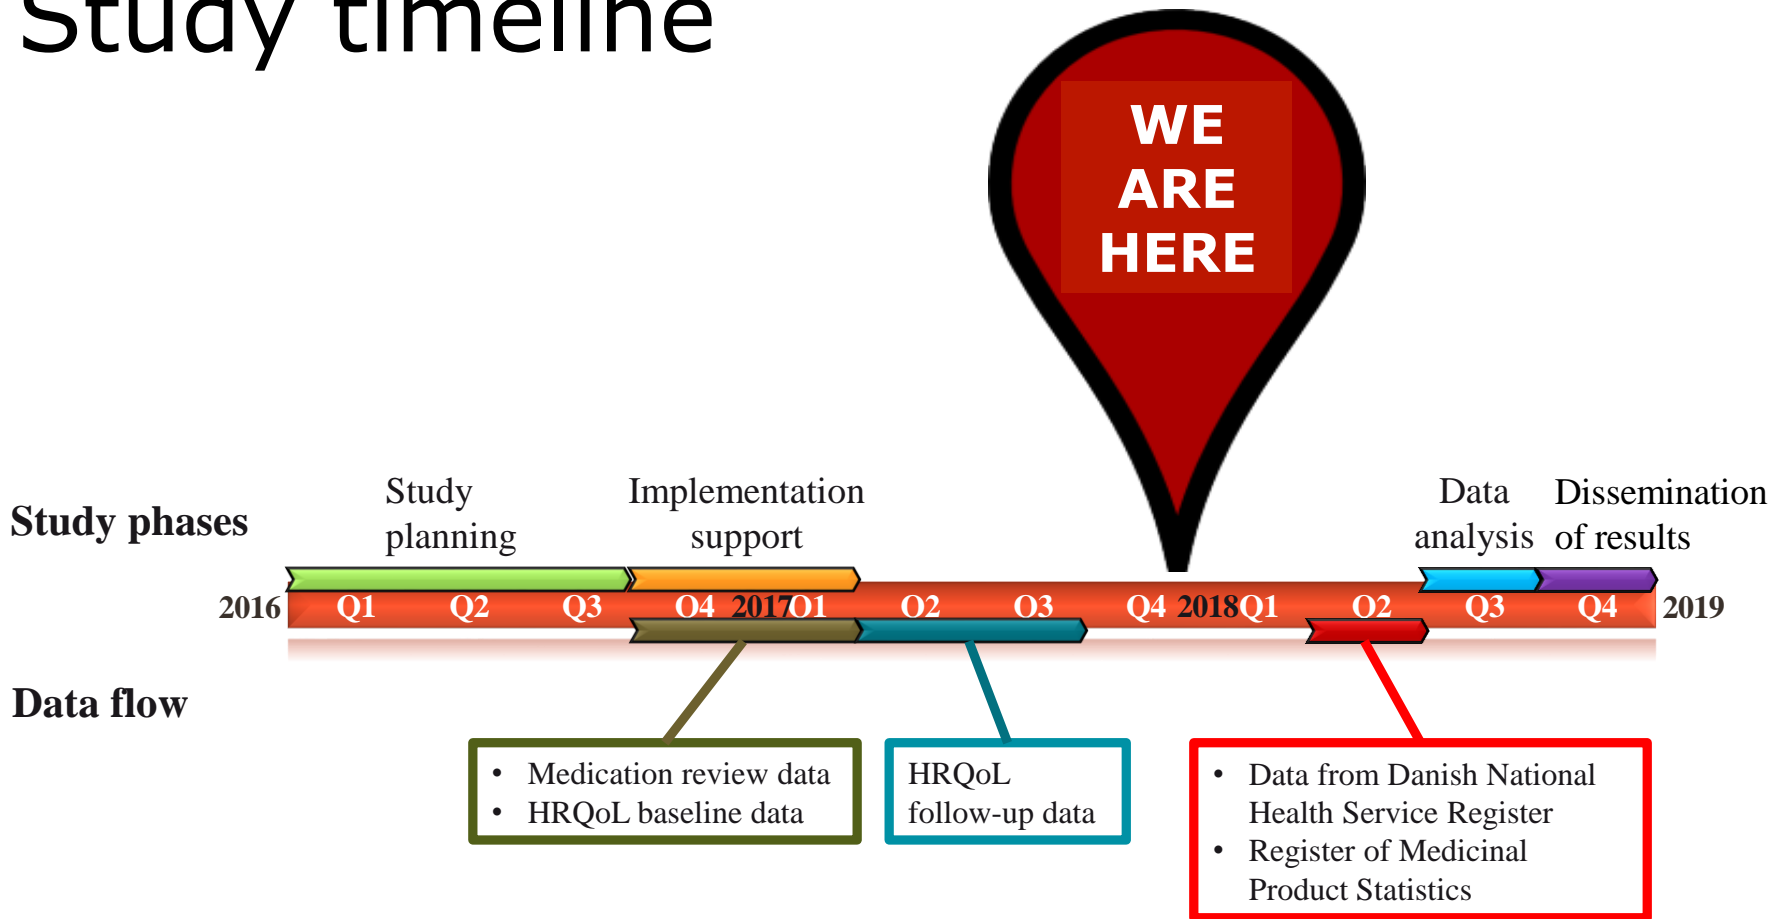 Study timeline
WE
ARE
HERE
Study phases
Study
planning
Implementation
support
Data
analysis
Dissemination
of results
2016 Q1 Q2 Q3 Q4 2017 Q1 Q2 Q3 Q4 2018 Q1 Q2 Q3 Q4 2019
Data flow
• Medication review data
• HRQoL baseline data
HRQoL
follow-up data
• Data from Danish National
Health Service Register
• Register of Medicinal
Product Statistics